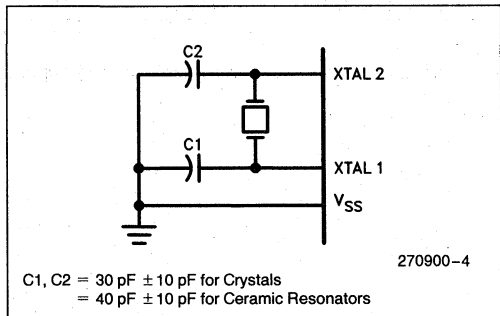 C2
XTAL 2
C1
XTAL 1
VSS
270900-4
C1, C2 = 30 pF ±10 pF for Crystals
= 40 pF ±10 pF for Ceramic Resonators